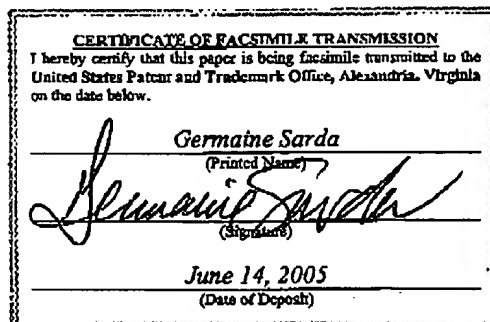 CERTIFICATE OF FACSIMILE TRANSMISSION
I hereby certify that this paper is being facsimile transmitted to the
United States Patent and Trademark Office, Alexandria, Virginia
on the date below.
Germaine Sarda
(Printed Name)
Germaine Sarda
(Signature)
June 14, 2005
(Date of Deposit)